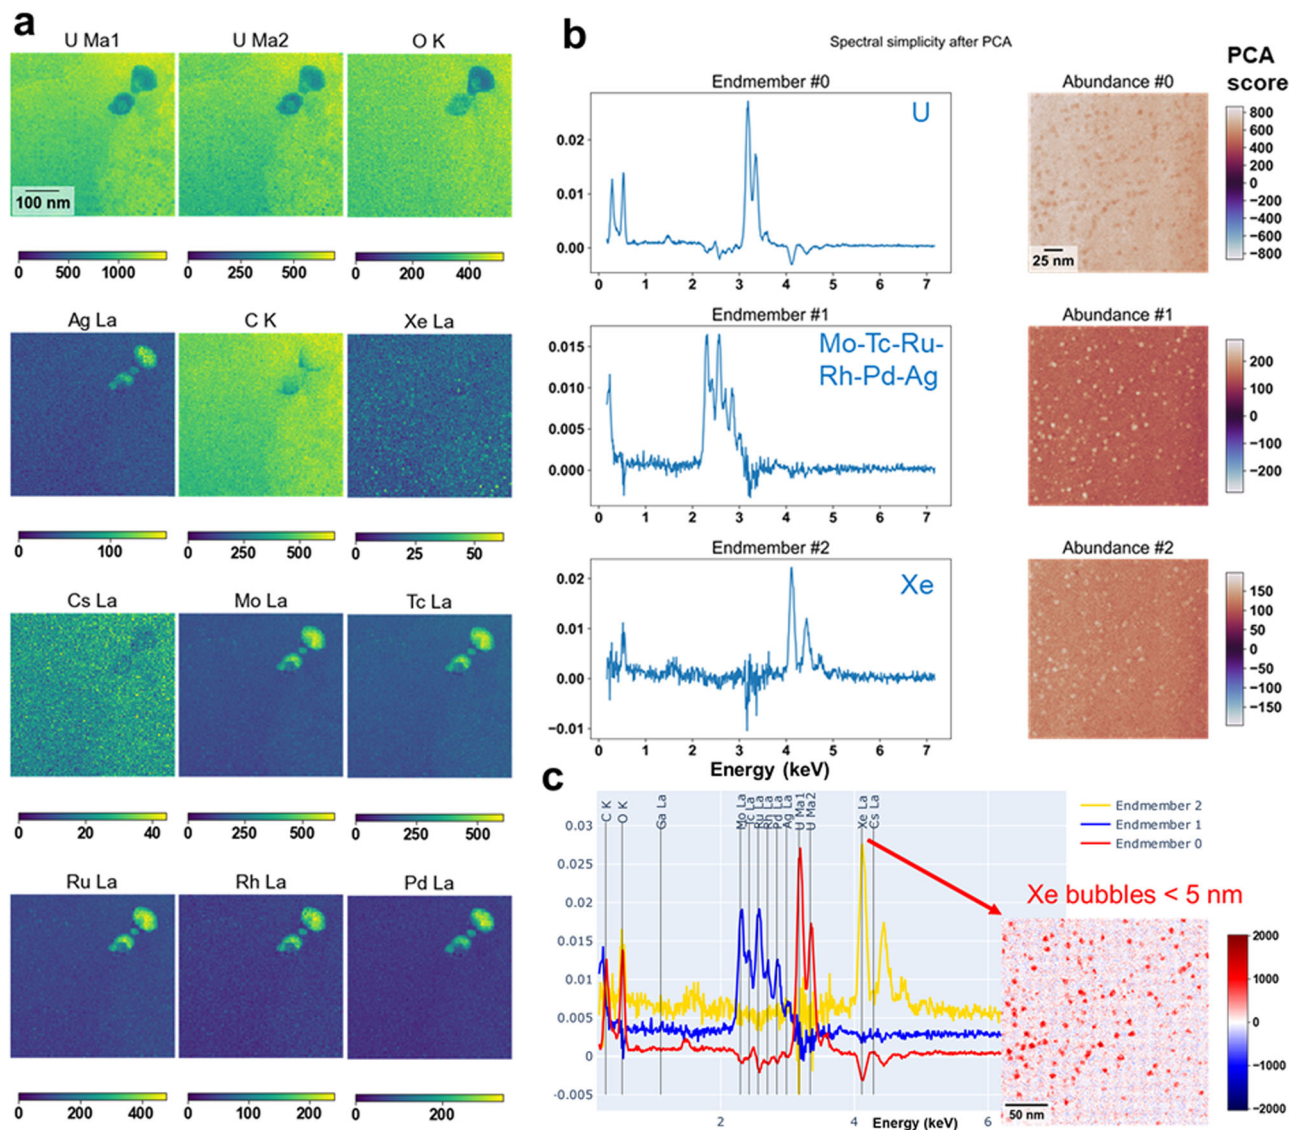 a
U Ma1 U Ma2 O K
100 nm
0 500 1000 0 250 500 0 200 400
Ag La C K Xe La
0 100 0 250 500 0 25 50
Cs La Mo La Tc La
0 20 40 0 250 500 0 250 500
Ru La Rh La Pd La
0 200 400 0 100 200 0 200
b
Spectral simplicity after PCA
Endmember #0
U
0.02
0.01
0.00
0 1 2 3 4 5 6 7
Abundance #0
25 nm
PCA
score
800
600
400
200
0
−200
−400
−600
−800
Endmember #1
Mo-Tc-Ru-
Rh-Pd-Ag
0.015
0.010
0.005
0.000
0 1 2 3 4 5 6 7
Abundance #1
200
100
0
−100
−200
Endmember #2
Xe
0.02
0.01
0.00
−0.01
0 1 2 3 4 5 6 7
Energy (keV)
Abundance #2
150
100
50
0
−50
−100
−150
c
C K
O K
Ga La
Mo La
Tc La
Ru La
Rh La
Pd La
Ag La
U Ma1
U Ma2
Xe La
Cs La
0.03
0.025
0.02
0.015
0.01
0.005
0
-0.005
2 4 6
Energy (keV)
Endmember 2
Endmember 1
Endmember 0
Xe bubbles < 5 nm
50 nm
2000
1000
0
−1000
−2000